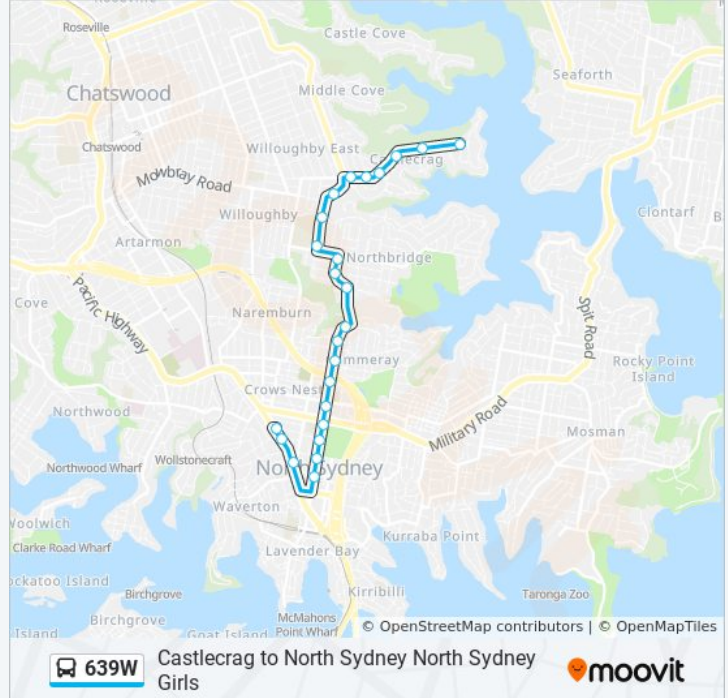 Roseville
Castle Cove
Seaforth
Chatswood
Middle Cove
Chatswood
Willoughby East
Castlecrag
Mowbray Road
Willoughby
Clontarf
B
Artarmon
Northbridge
Cove
Pacific Highway
Naremburn
Spit Road
mmeray
Rocky Point
Island
Crows Nest
Northwood
Military Road
Mosman
Wollstonecraft
Northwood Wharf
North Sydney
Waverton
Woolwich
Kurraba Point
Clarke Road Wharf
Lavender Bay
ockatoo Island
Birchgrove
Kirribilli
Taronga Zoo
Birchgrove
McMahons
Point Wharf
Island
Goat Island
© OpenStreetMap contributors | © OpenMapTiles
639W
Castlecrag to North Sydney North Sydney
Girls
moovit